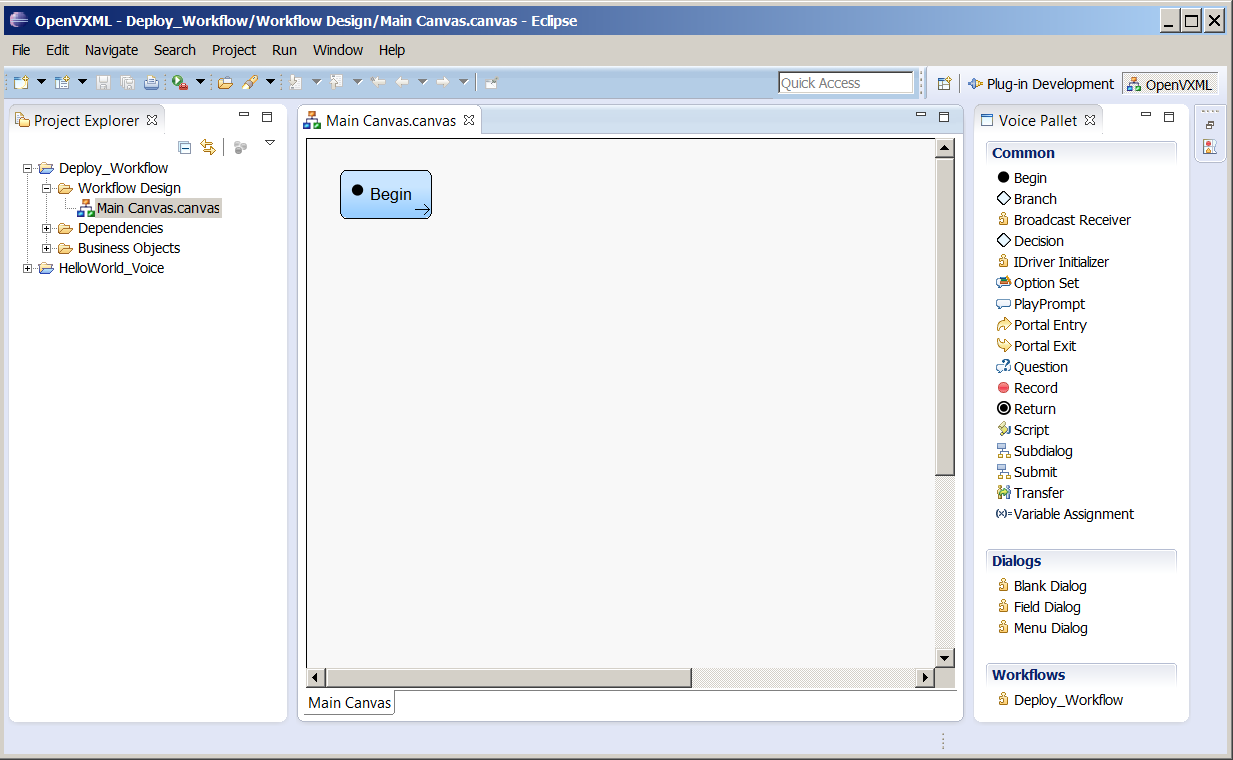 OpenVXML - Deploy_Workflow/Workflow Design/Main Canvas.canvas - Eclipse
File Edit Navigate Search Project Run Window Help
Quick Access
Plug-in Development
OpenVXML
Project Explorer
Deploy_Workflow
Workflow Design
Main Canvas.canvas
Dependencies
Business Objects
HelloWorld_Voice
Main Canvas.canvas
Begin
Main Canvas
Voice Pallet
Common
Begin
Branch
Broadcast Receiver
Decision
IDriver Initializer
Option Set
PlayPrompt
Portal Entry
Portal Exit
Question
Record
Return
Script
Subdialog
Submit
Transfer
(x)= Variable Assignment
Dialogs
Blank Dialog
Field Dialog
Menu Dialog
Workflows
Deploy_Workflow